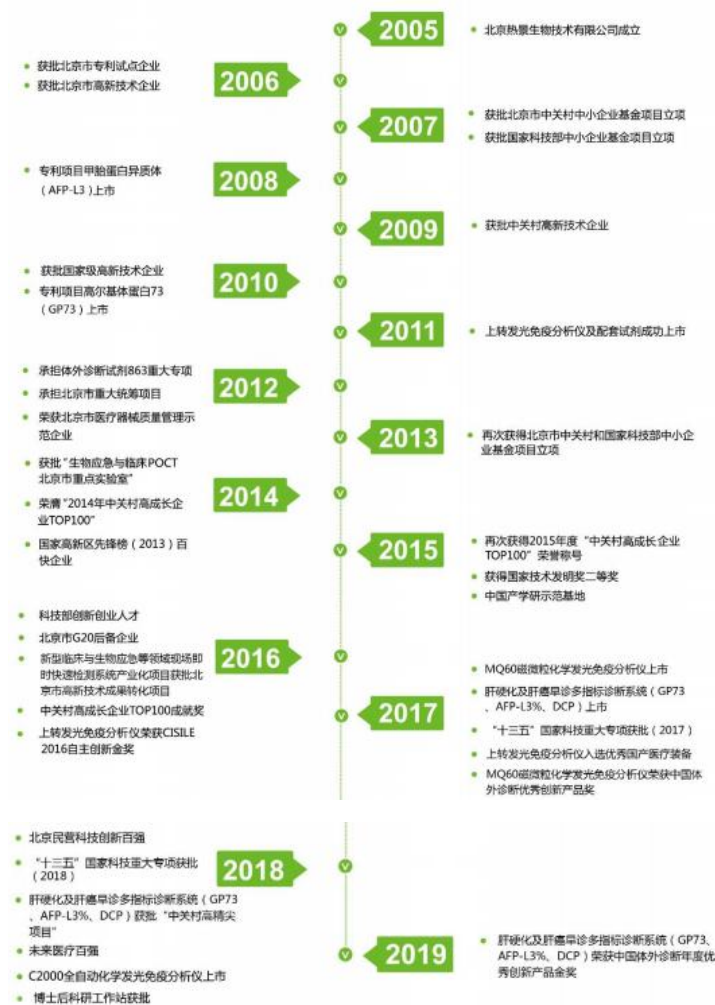 2005
北京热景生物技术有限公司成立
获批北京市专利试点企业
获批北京市高新技术企业
2006
2007
获批北京市中关村中小企业基金项目立项
获批国家科技部中小企业基金项目立项
专利项目甲胎蛋白异质体
（AFP-L3）上市
2008
2009
获批中关村高新技术企业
获批国家级高新技术企业
专利项目高尔基体蛋白73
（GP73）上市
2010
2011
上转发光免疫分析仪及配套试剂成功上市
承担体外诊断试剂863重大专项
承担北京市重大统筹项目
荣获北京市医疗器械质量管理示
范企业
2012
2013
再次获得北京市中关村和国家科技部中小企
业基金项目立项
获批“生物应急与临床POCT
北京市重点实验室”
荣膺“2014年中关村高成长企
业TOP100”
国家高新区先锋榜（2013）百
快企业
2014
2015
再次获得2015年度“中关村高成长企业
TOP100”荣誉称号
获得国家技术发明奖二等奖
中国产学研示范基地
科技部创新创业人才
北京市G20后备企业
新型临床与生物应急等领域现场即
时快速检测系统产业化项目获批北
京市高新技术成果转化项目
中关村高成长企业TOP100成就奖
上转发光免疫分析仪荣获CISILE
2016自主创新金奖
2016
2017
MQ60磁微粒化学发光免疫分析仪上市
肝硬化及肝癌早诊多指标诊断系统（GP73
、AFP-L3%、DCP）上市
“十三五”国家科技重大专项获批（2017）
上转发光免疫分析仪入选优秀国产医疗装备
MQ60磁微粒化学发光免疫分析仪荣获中国体
外诊断优秀创新产品奖
北京民营科技创新百强
“十三五”国家科技重大专项获批
（2018）
肝硬化及肝癌早诊多指标诊断系统（GP73
、AFP-L3%、DCP）获批“中关村高精尖
项目”
未来医疗百强
C2000全自动化学发光免疫分析仪上市
博士后科研工作站获批
2018
2019
肝硬化及肝癌早诊多指标诊断系统（GP73、
AFP-L3%、DCP）荣获中国体外诊断年度优
秀创新产品金奖